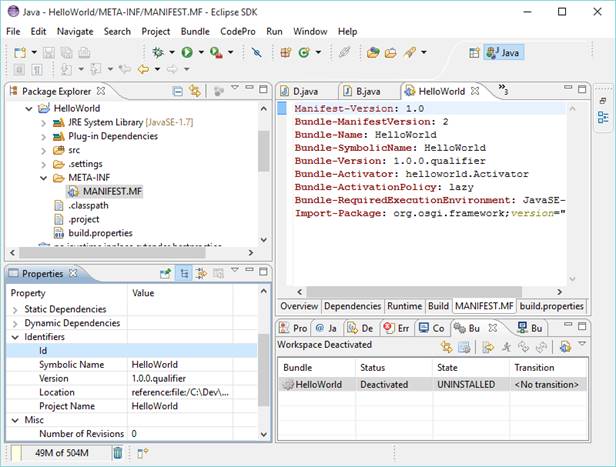 Java - HelloWorld/META-INF/MANIFEST.MF - Eclipse SDK
File Edit Navigate Search Project Bundle CodePro Run Window Help
Java
Package Explorer
HelloWorld
JRE System Library [JavaSE-1.7]
Plug-in Dependencies
src
.settings
META-INF
MANIFEST.MF
.classpath
.project
build.properties
D.java B.java HelloWorld 3
Manifest-Version: 1.0
Bundle-ManifestVersion: 2
Bundle-Name: HelloWorld
Bundle-SymbolicName: HelloWorld
Bundle-Version: 1.0.0.qualifier
Bundle-Activator: helloworld.Activator
Bundle-ActivationPolicy: lazy
Bundle-RequiredExecutionEnvironment: JavaSE-
Import-Package: org.osgi.framework;version="
Overview Dependencies Runtime Build MANIFEST.MF build.properties
Properties
Property Value
Static Dependencies
Dynamic Dependencies
Identifiers
Id
Symbolic Name HelloWorld
Version 1.0.0.qualifier
Location reference:file:/C:\Dev\...
Project Name HelloWorld
Misc
Number of Revisions 0
Pro @ Ja De Err Co Bu Bu
Workspace Deactivated
Bundle Status State Transition
HelloWorld Deactivated UNINSTALLED <No transition>
49M of 504M